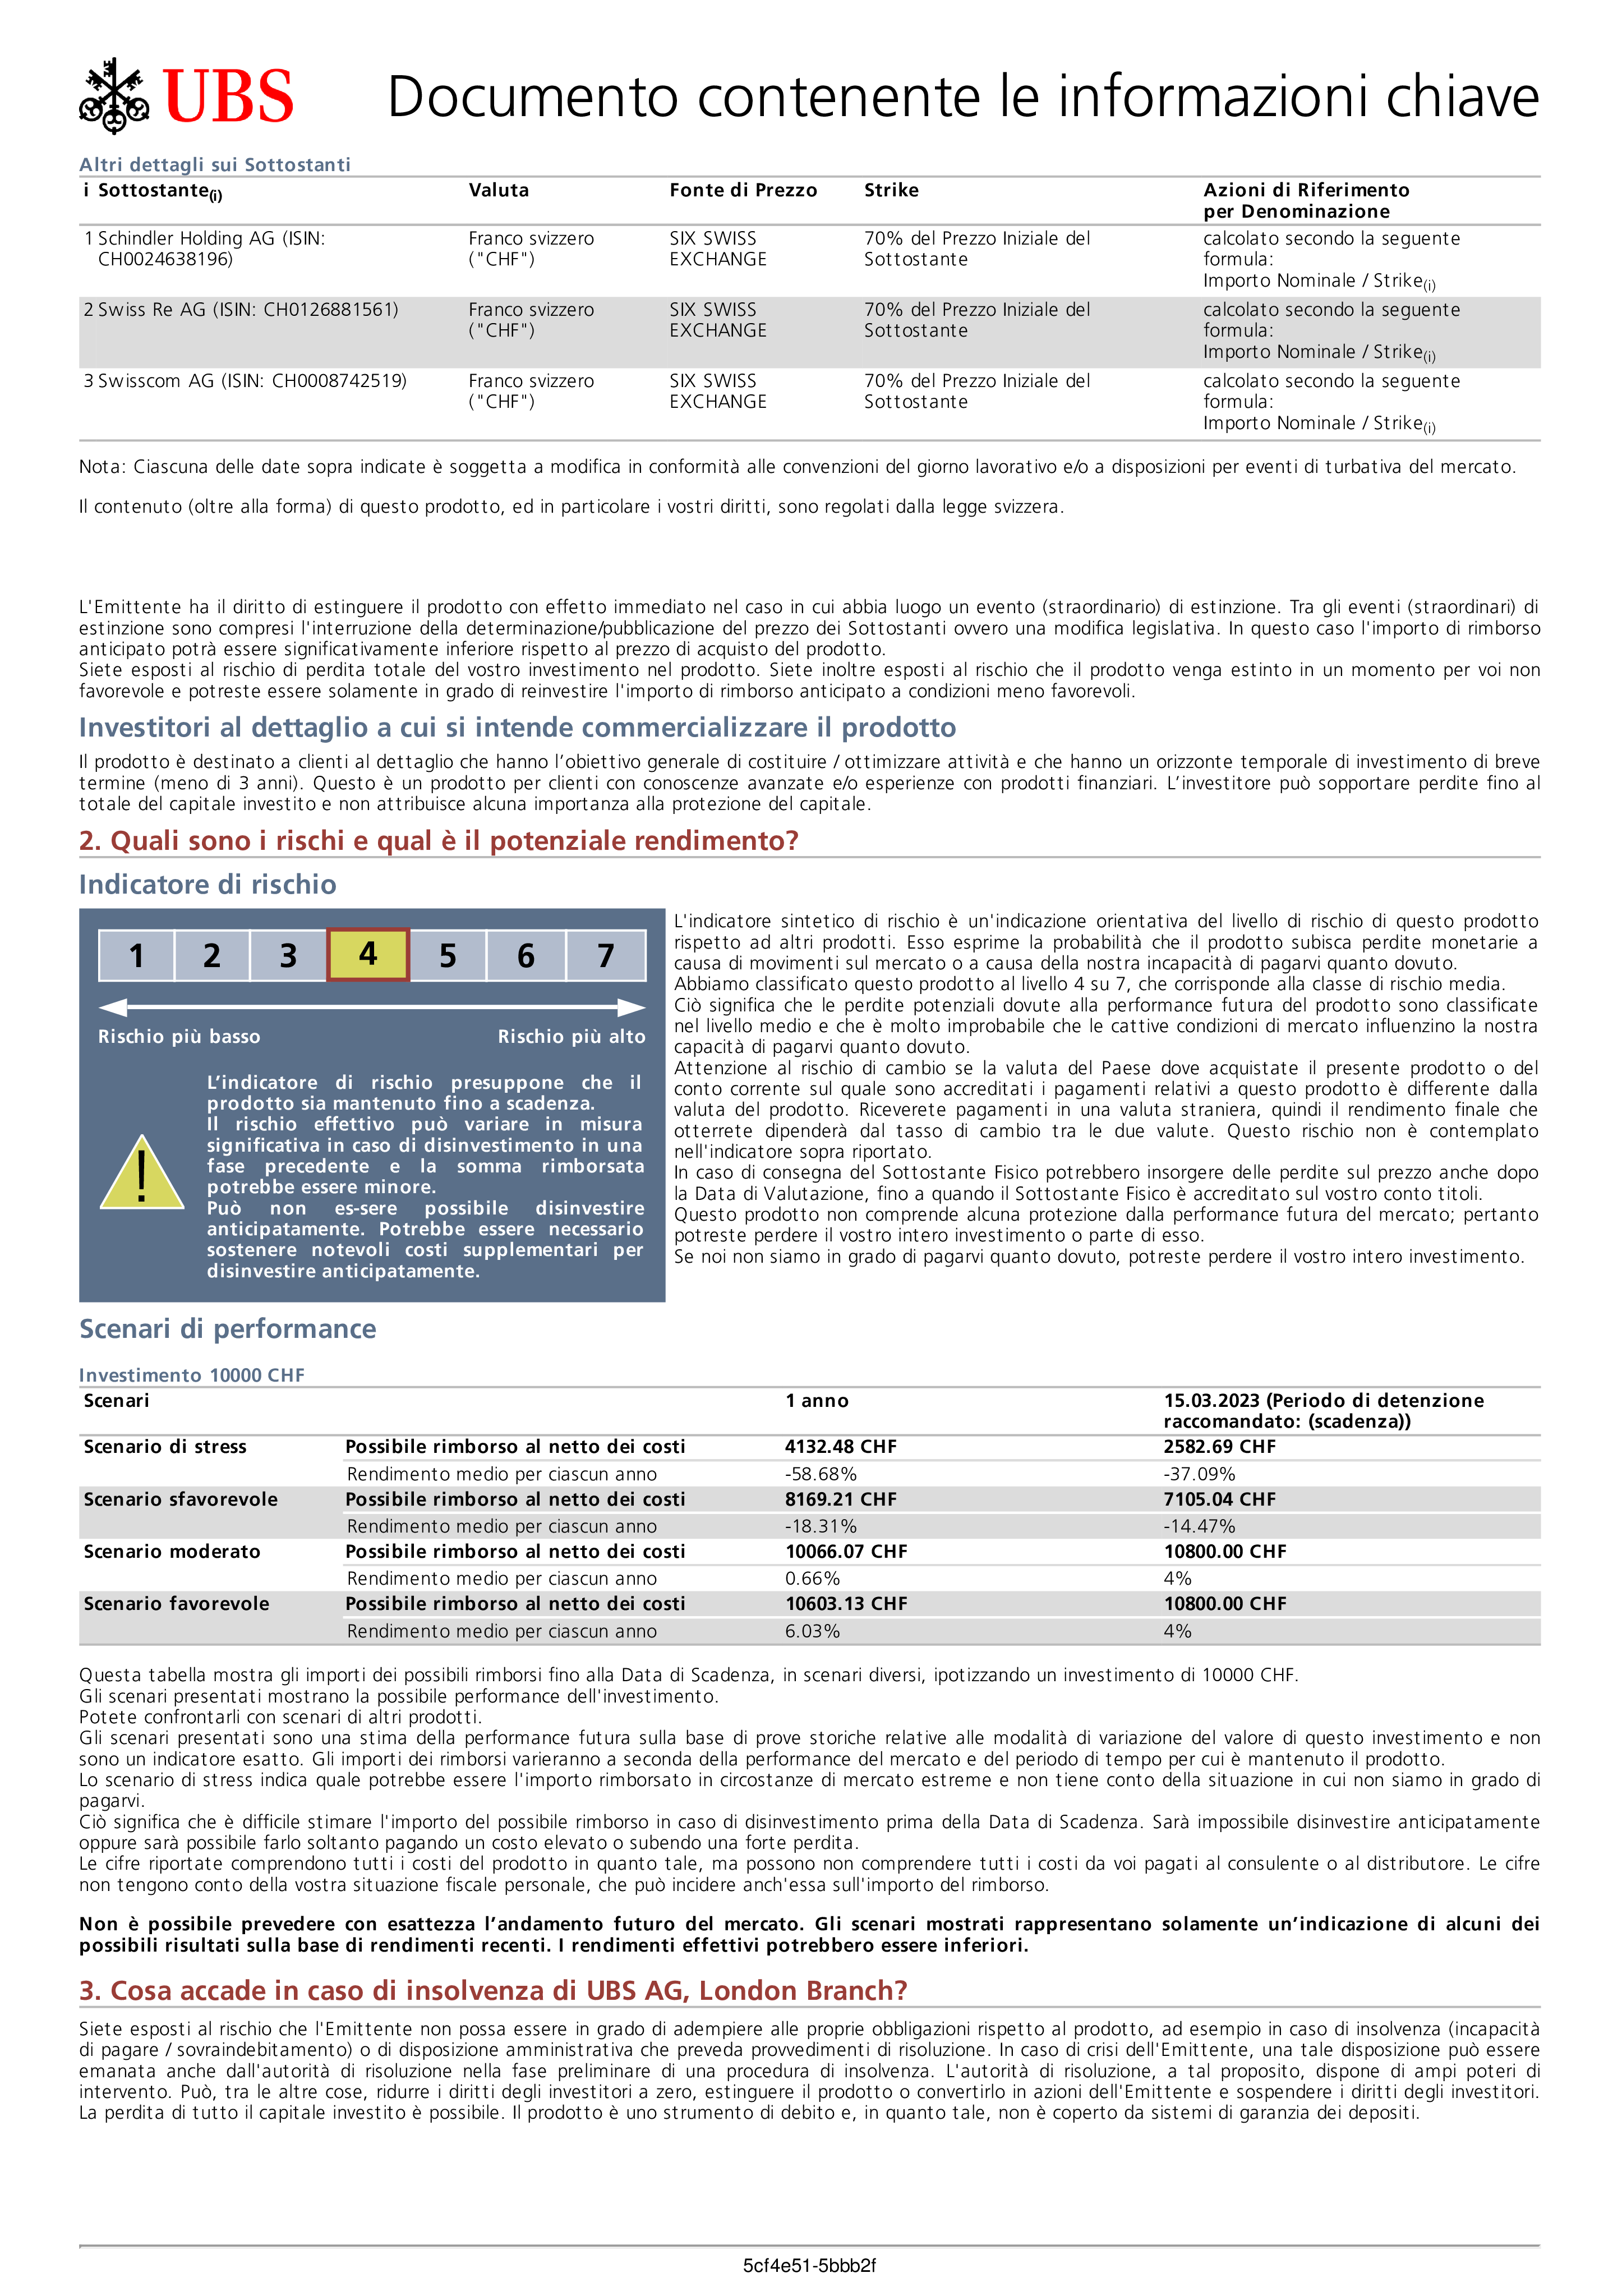 UBS
Documento contenente le informazioni chiave
Altri dettagli sui Sottostanti
i Sottostante(i) Valuta Fonte di Prezzo Strike Azioni di Riferimento
per Denominazione
1 Schindler Holding AG (ISIN: Franco svizzero SIX SWISS 70% del Prezzo Iniziale del calcolato secondo la seguente
CH0024638196) ("CHF") EXCHANGE Sottostante formula:
Importo Nominale / Strike(i)
2 Swiss Re AG (ISIN: CH0126881561) Franco svizzero SIX SWISS 70% del Prezzo Iniziale del calcolato secondo la seguente
("CHF") EXCHANGE Sottostante formula:
Importo Nominale / Strike(i)
3 Swisscom AG (ISIN: CH0008742519) Franco svizzero SIX SWISS 70% del Prezzo Iniziale del calcolato secondo la seguente
("CHF") EXCHANGE Sottostante formula:
Importo Nominale / Strike(i)
Nota: Ciascuna delle date sopra indicate è soggetta a modifica in conformità alle convenzioni del giorno lavorativo e/o a disposizioni per eventi di turbativa del mercato.
Il contenuto (oltre alla forma) di questo prodotto, ed in particolare i vostri diritti, sono regolati dalla legge svizzera.
L'Emittente ha il diritto di estinguere il prodotto con effetto immediato nel caso in cui abbia luogo un evento (straordinario) di estinzione. Tra gli eventi (straordinari) di
estinzione sono compresi l'interruzione della determinazione/pubblicazione del prezzo dei Sottostanti ovvero una modifica legislativa. In questo caso l'importo di rimborso
anticipato potrà essere significativamente inferiore rispetto al prezzo di acquisto del prodotto.
Siete esposti al rischio di perdita totale del vostro investimento nel prodotto. Siete inoltre esposti al rischio che il prodotto venga estinto in un momento per voi non
favorevole e potreste essere solamente in grado di reinvestire l'importo di rimborso anticipato a condizioni meno favorevoli.
Investitori al dettaglio a cui si intende commercializzare il prodotto
Il prodotto è destinato a clienti al dettaglio che hanno l’obiettivo generale di costituire / ottimizzare attività e che hanno un orizzonte temporale di investimento di breve
termine (meno di 3 anni). Questo è un prodotto per clienti con conoscenze avanzate e/o esperienze con prodotti finanziari. L’investitore può sopportare perdite fino al
totale del capitale investito e non attribuisce alcuna importanza alla protezione del capitale.
2. Quali sono i rischi e qual è il potenziale rendimento?
Indicatore di rischio
1 2 3 4 5 6 7
Rischio più basso Rischio più alto
L’indicatore di rischio presuppone che il
prodotto sia mantenuto fino a scadenza.
Il rischio effettivo può variare in misura
significativa in caso di disinvestimento in una
fase precedente e la somma rimborsata
potrebbe essere minore.
Può non es-sere possibile disinvestire
anticipatamente. Potrebbe essere necessario
sostenere notevoli costi supplementari per
disinvestire anticipatamente.
L'indicatore sintetico di rischio è un'indicazione orientativa del livello di rischio di questo prodotto
rispetto ad altri prodotti. Esso esprime la probabilità che il prodotto subisca perdite monetarie a
causa di movimenti sul mercato o a causa della nostra incapacità di pagarvi quanto dovuto.
Abbiamo classificato questo prodotto al livello 4 su 7, che corrisponde alla classe di rischio media.
Ciò significa che le perdite potenziali dovute alla performance futura del prodotto sono classificate
nel livello medio e che è molto improbabile che le cattive condizioni di mercato influenzino la nostra
capacità di pagarvi quanto dovuto.
Attenzione al rischio di cambio se la valuta del Paese dove acquistate il presente prodotto o del
conto corrente sul quale sono accreditati i pagamenti relativi a questo prodotto è differente dalla
valuta del prodotto. Riceverete pagamenti in una valuta straniera, quindi il rendimento finale che
otterrete dipenderà dal tasso di cambio tra le due valute. Questo rischio non è contemplato
nell'indicatore sopra riportato.
In caso di consegna del Sottostante Fisico potrebbero insorgere delle perdite sul prezzo anche dopo
la Data di Valutazione, fino a quando il Sottostante Fisico è accreditato sul vostro conto titoli.
Questo prodotto non comprende alcuna protezione dalla performance futura del mercato; pertanto
potreste perdere il vostro intero investimento o parte di esso.
Se noi non siamo in grado di pagarvi quanto dovuto, potreste perdere il vostro intero investimento.
Scenari di performance
Investimento 10000 CHF
Scenari 1 anno 15.03.2023 (Periodo di detenzione
raccomandato: (scadenza))
Scenario di stress Possibile rimborso al netto dei costi 4132.48 CHF 2582.69 CHF
Rendimento medio per ciascun anno -58.68% -37.09%
Scenario sfavorevole Possibile rimborso al netto dei costi 8169.21 CHF 7105.04 CHF
Rendimento medio per ciascun anno -18.31% -14.47%
Scenario moderato Possibile rimborso al netto dei costi 10066.07 CHF 10800.00 CHF
Rendimento medio per ciascun anno 0.66% 4%
Scenario favorevole Possibile rimborso al netto dei costi 10603.13 CHF 10800.00 CHF
Rendimento medio per ciascun anno 6.03% 4%
Questa tabella mostra gli importi dei possibili rimborsi fino alla Data di Scadenza, in scenari diversi, ipotizzando un investimento di 10000 CHF.
Gli scenari presentati mostrano la possibile performance dell'investimento.
Potete confrontarli con scenari di altri prodotti.
Gli scenari presentati sono una stima della performance futura sulla base di prove storiche relative alle modalità di variazione del valore di questo investimento e non
sono un indicatore esatto. Gli importi dei rimborsi varieranno a seconda della performance del mercato e del periodo di tempo per cui è mantenuto il prodotto.
Lo scenario di stress indica quale potrebbe essere l'importo rimborsato in circostanze di mercato estreme e non tiene conto della situazione in cui non siamo in grado di
pagarvi.
Ciò significa che è difficile stimare l'importo del possibile rimborso in caso di disinvestimento prima della Data di Scadenza. Sarà impossibile disinvestire anticipatamente
oppure sarà possibile farlo soltanto pagando un costo elevato o subendo una forte perdita.
Le cifre riportate comprendono tutti i costi del prodotto in quanto tale, ma possono non comprendere tutti i costi da voi pagati al consulente o al distributore. Le cifre
non tengono conto della vostra situazione fiscale personale, che può incidere anch'essa sull'importo del rimborso.
Non è possibile prevedere con esattezza l’andamento futuro del mercato. Gli scenari mostrati rappresentano solamente un’indicazione di alcuni dei
possibili risultati sulla base di rendimenti recenti. I rendimenti effettivi potrebbero essere inferiori.
3. Cosa accade in caso di insolvenza di UBS AG, London Branch?
Siete esposti al rischio che l'Emittente non possa essere in grado di adempiere alle proprie obbligazioni rispetto al prodotto, ad esempio in caso di insolvenza (incapacità
di pagare / sovraindebitamento) o di disposizione amministrativa che preveda provvedimenti di risoluzione. In caso di crisi dell'Emittente, una tale disposizione può essere
emanata anche dall'autorità di risoluzione nella fase preliminare di una procedura di insolvenza. L'autorità di risoluzione, a tal proposito, dispone di ampi poteri di
intervento. Può, tra le altre cose, ridurre i diritti degli investitori a zero, estinguere il prodotto o convertirlo in azioni dell'Emittente e sospendere i diritti degli investitori.
La perdita di tutto il capitale investito è possibile. Il prodotto è uno strumento di debito e, in quanto tale, non è coperto da sistemi di garanzia dei depositi.
5cf4e51-5bbb2f